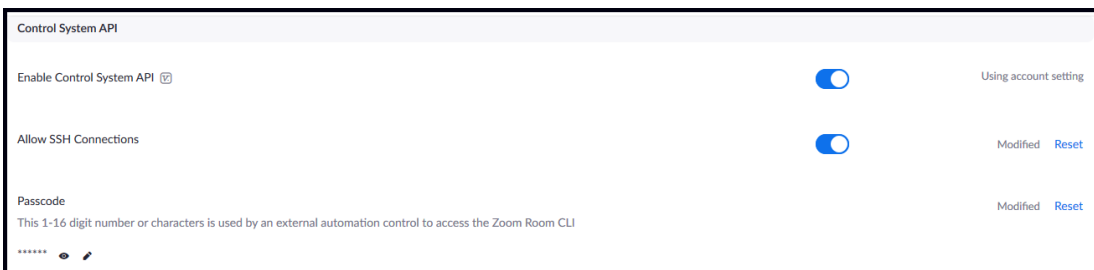 Control System API
Enable Control System API
Using account setting
Allow SSH Connections
Modified Reset
Passcode
Modified Reset
This 1-16 digit number or characters is used by an external automation control to access the Zoom Room CLI
******